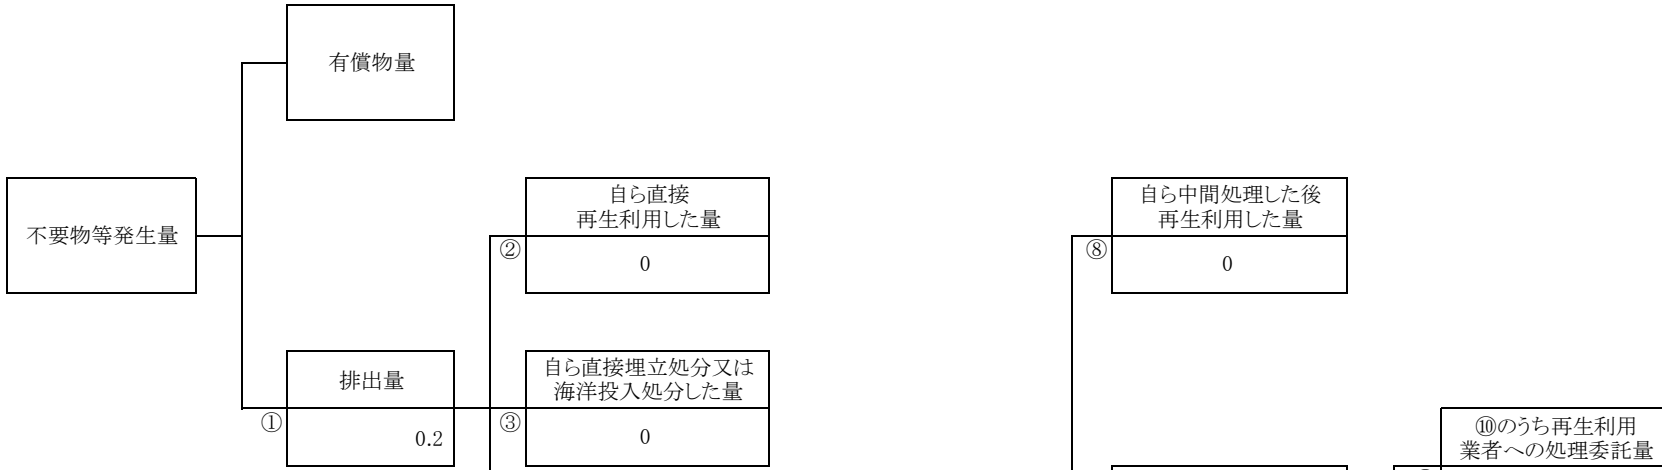 有償物量
不要物等発生量
自ら直接
再生利用した量
②
0
自ら中間処理した後
再生利用した量
⑧
0
排出量
①
0.2
自ら直接埋立処分又は
海洋投入処分した量
③
0
⑩のうち再生利用
業者への処理委託量